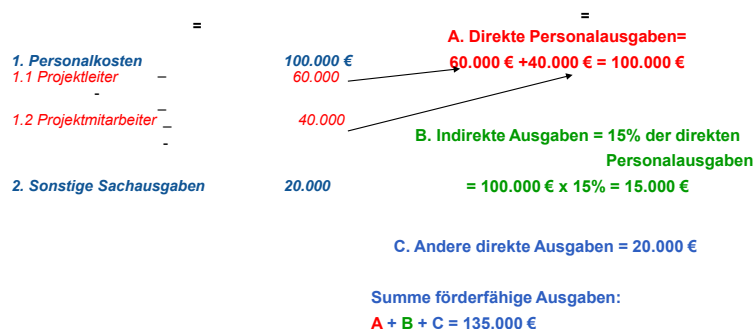 =
1. Personalkosten 100.000 €
1.1 Projektleiter – 60.000
-
–
1.2 Projektmitarbeiter – 40.000
-
2. Sonstige Sachausgaben 20.000
=
A. Direkte Personalausgaben=
60.000 € +40.000 € = 100.000 €
B. Indirekte Ausgaben = 15% der direkten
Personalausgaben
= 100.000 € x 15% = 15.000 €
C. Andere direkte Ausgaben = 20.000 €
Summe förderfähige Ausgaben:
A + B + C = 135.000 €